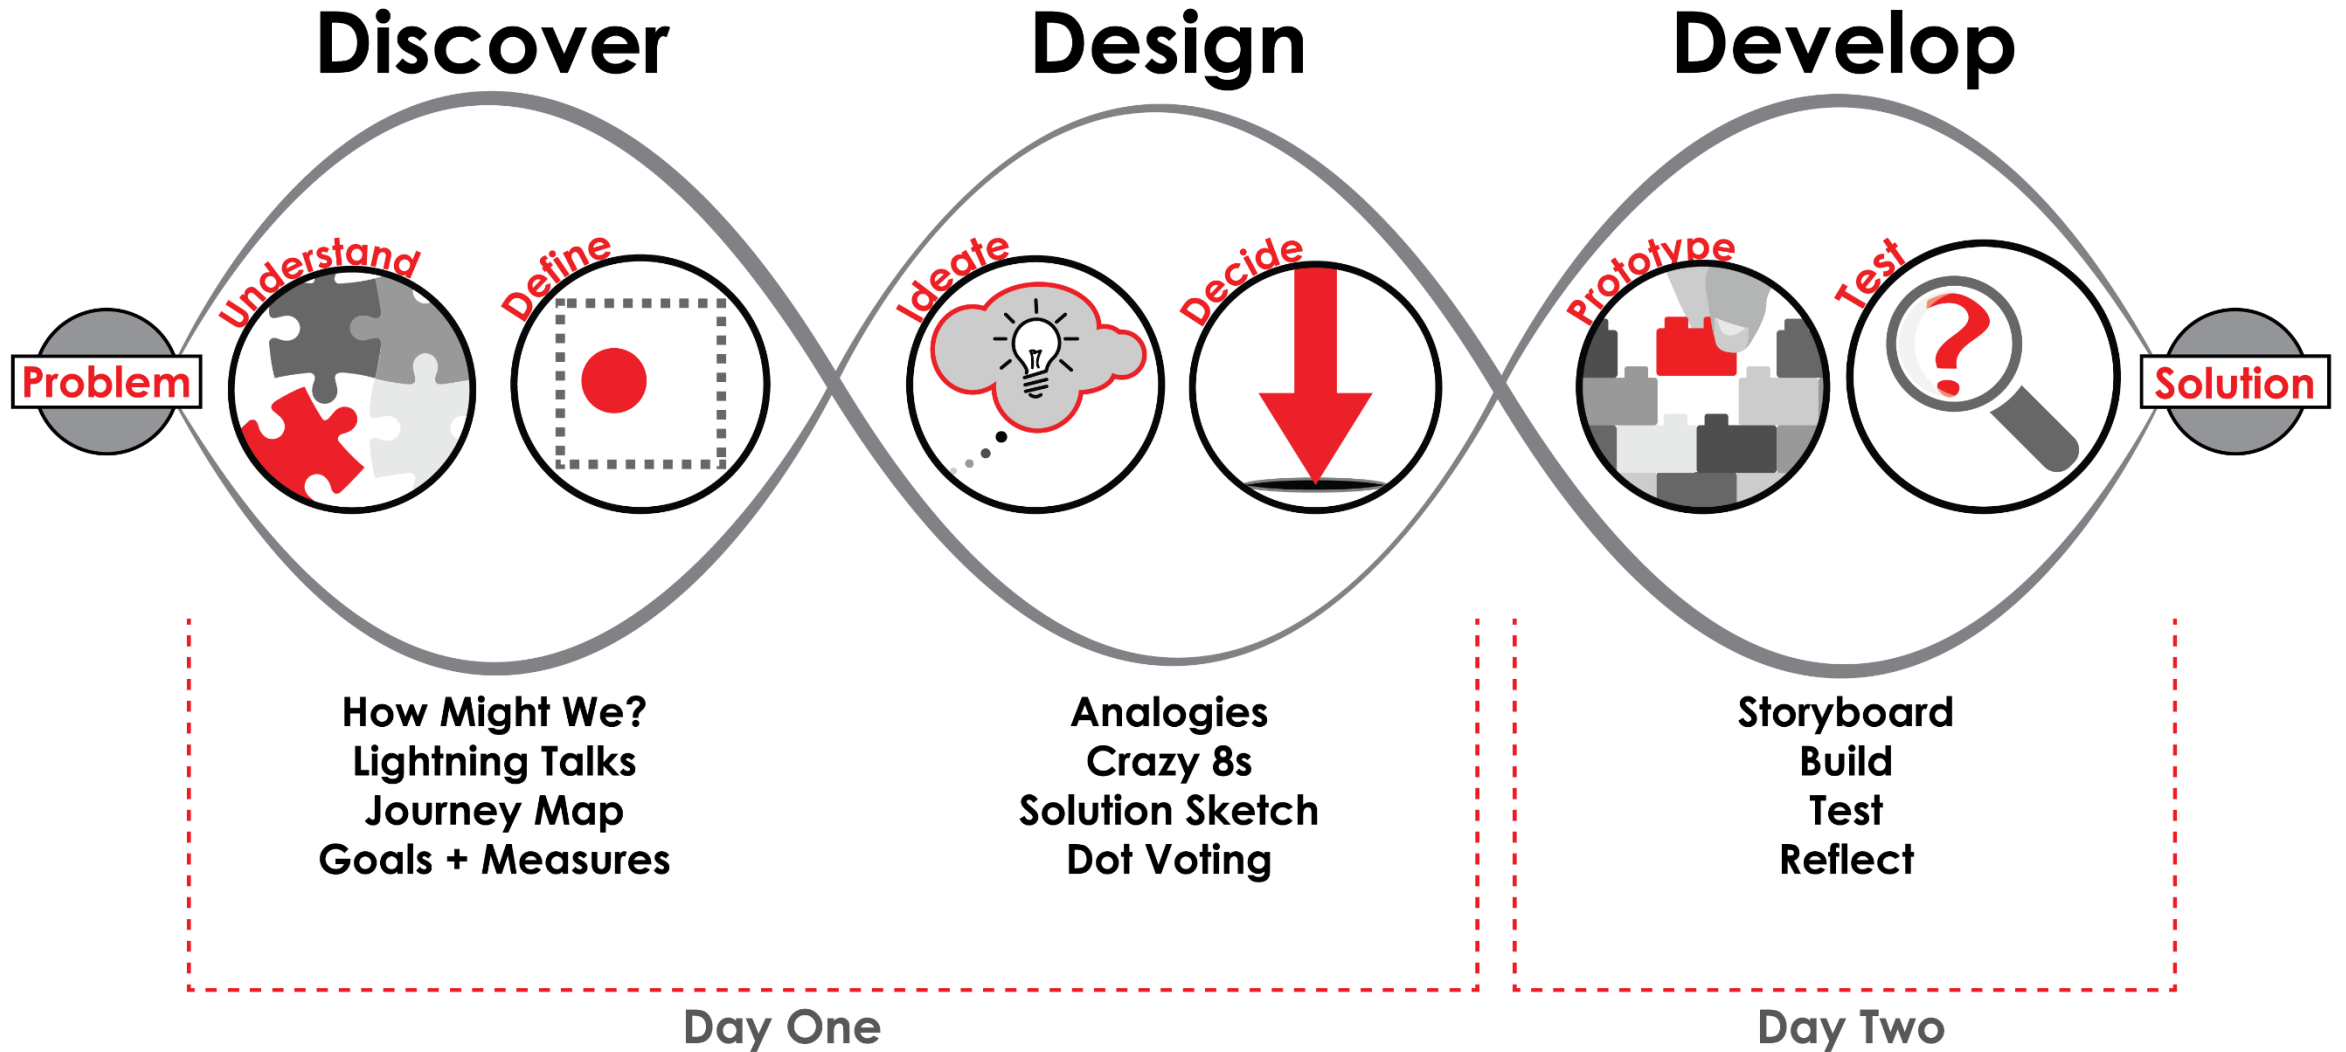 Discover
Design
Develop
Understand
Define
Ideate
Decide
Prototype
Test
Problem
Solution
How Might We?
Lightning Talks
Journey Map
Goals + Measures
Analogies
Crazy 8s
Solution Sketch
Dot Voting
Storyboard
Build
Test
Reflect
Day One
Day Two